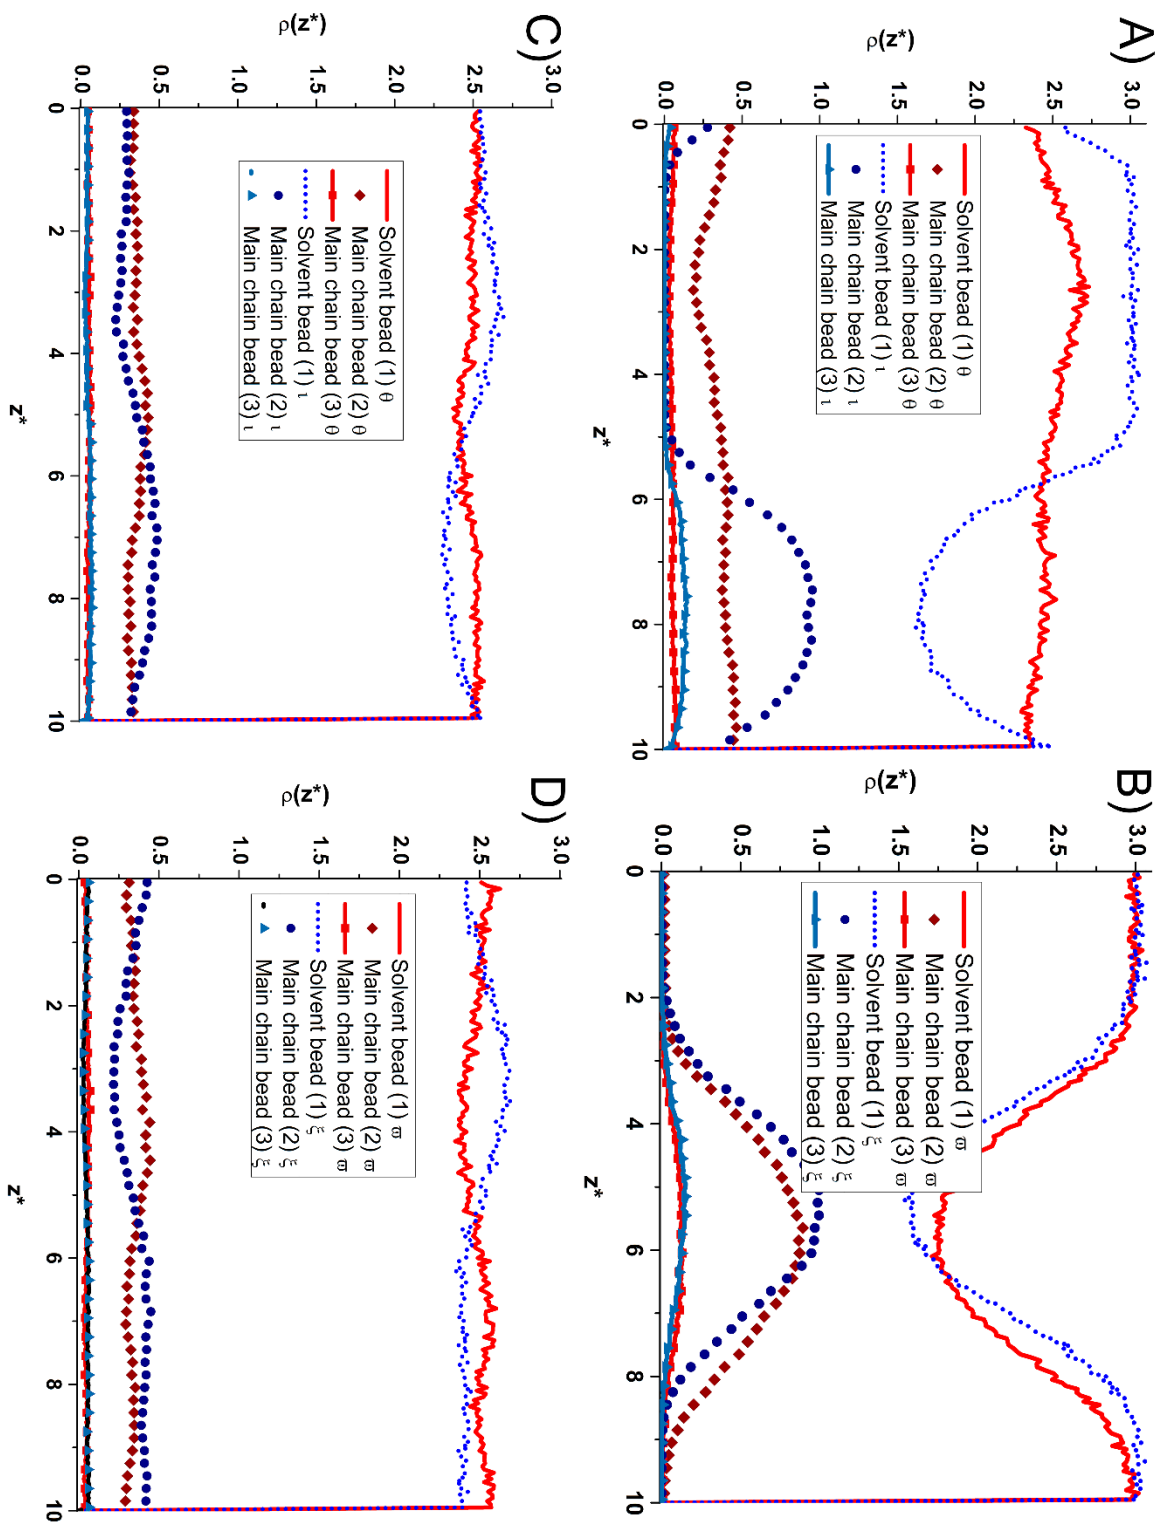 A)
ρ(z*)
3.0
2.5
2.0
1.5
1.0
0.5
0.0
0 2 4 6 8 10
z*
Solvent bead (1) θ
Main chain bead (2) θ
Main chain bead (3) θ
Solvent bead (1) ι
Main chain bead (2) ι
Main chain bead (3) ι
B)
ρ(z*)
3.0
2.5
2.0
1.5
1.0
0.5
0.0
0 2 4 6 8 10
z*
Solvent bead (1) ϖ
Main chain bead (2) ϖ
Main chain bead (3) ϖ
Solvent bead (1) ξ
Main chain bead (2) ξ
Main chain bead (3) ξ
C)
ρ(z*)
3.0
2.5
2.0
1.5
1.0
0.5
0.0
0 2 4 6 8 10
z*
Solvent bead (1) θ
Main chain bead (2) θ
Main chain bead (3) θ
Solvent bead (1) ι
Main chain bead (2) ι
Main chain bead (3) ι
D)
ρ(z*)
3.0
2.5
2.0
1.5
1.0
0.5
0.0
0 2 4 6 8 10
z*
Solvent bead (1) ϖ
Main chain bead (2) ϖ
Main chain bead (3) ϖ
Solvent bead (1) ξ
Main chain bead (2) ξ
Main chain bead (3) ξ